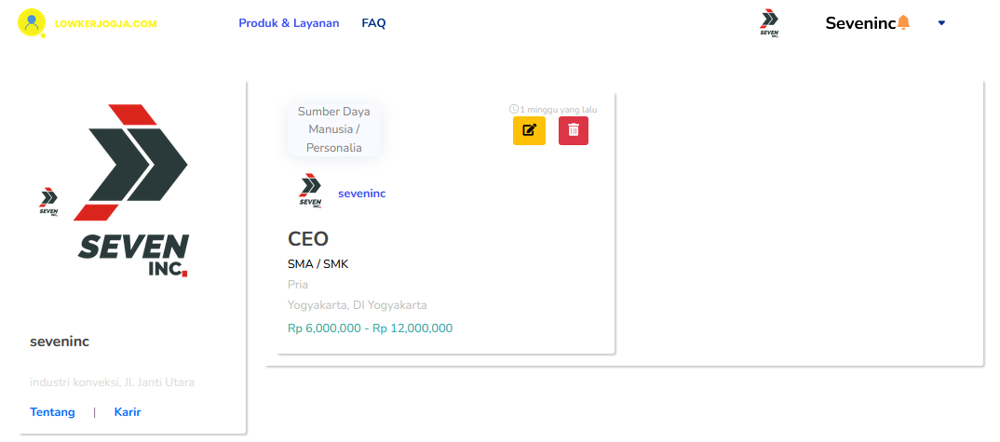 LOWKERJOGJA.COM
Produk & Layanan
FAQ
SEVEN
INC.
Seveninc
SEVEN
INC.
SEVEN
INC.
seveninc
industri konveksi, Jl. Janti Utara
Tentang | Karir
Sumber Daya
Manusia /
Personalia
1 minggu yang lalu
SEVEN
INC.
seveninc
CEO
SMA / SMK
Pria
Yogyakarta, DI Yogyakarta
Rp 6,000,000 - Rp 12,000,000